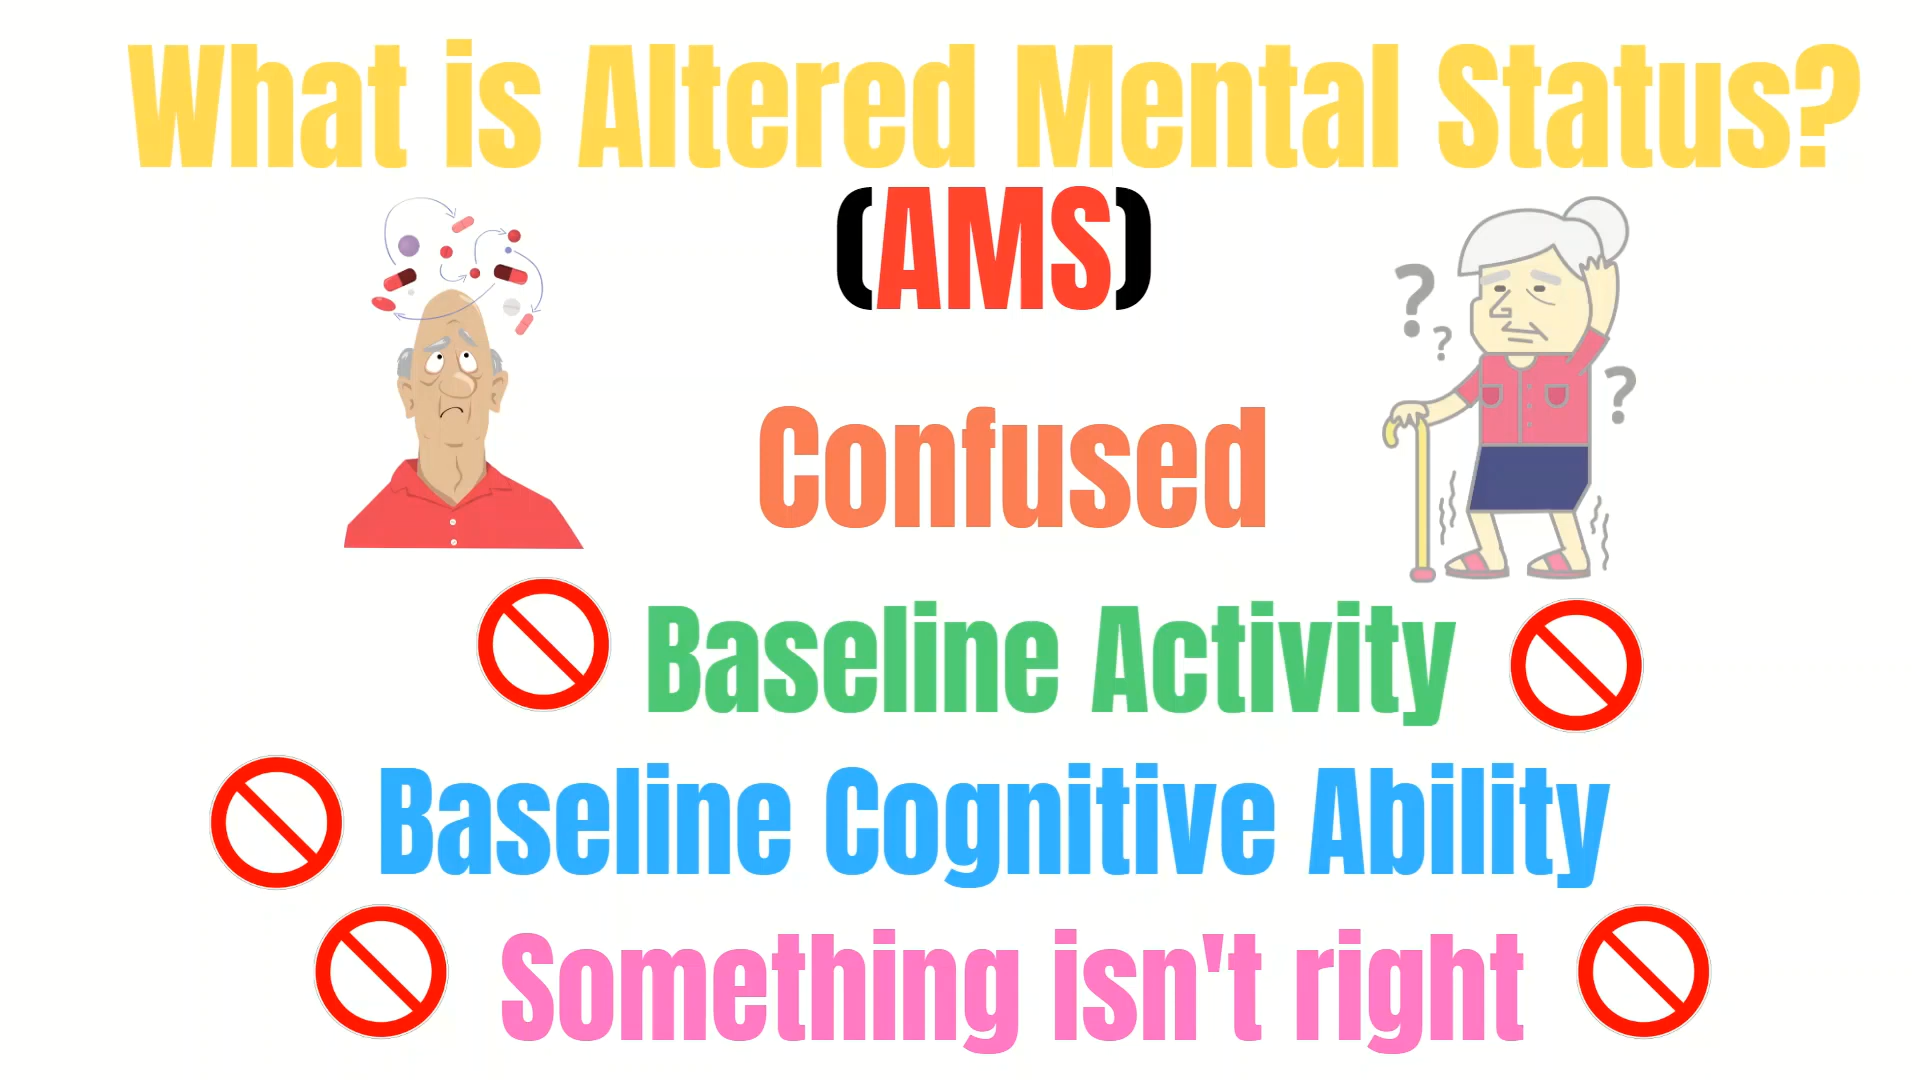 What is Altered Mental Status?
(AMS)
? ? ?
Confused
Baseline Activity
Baseline Cognitive Ability
Something isn't right